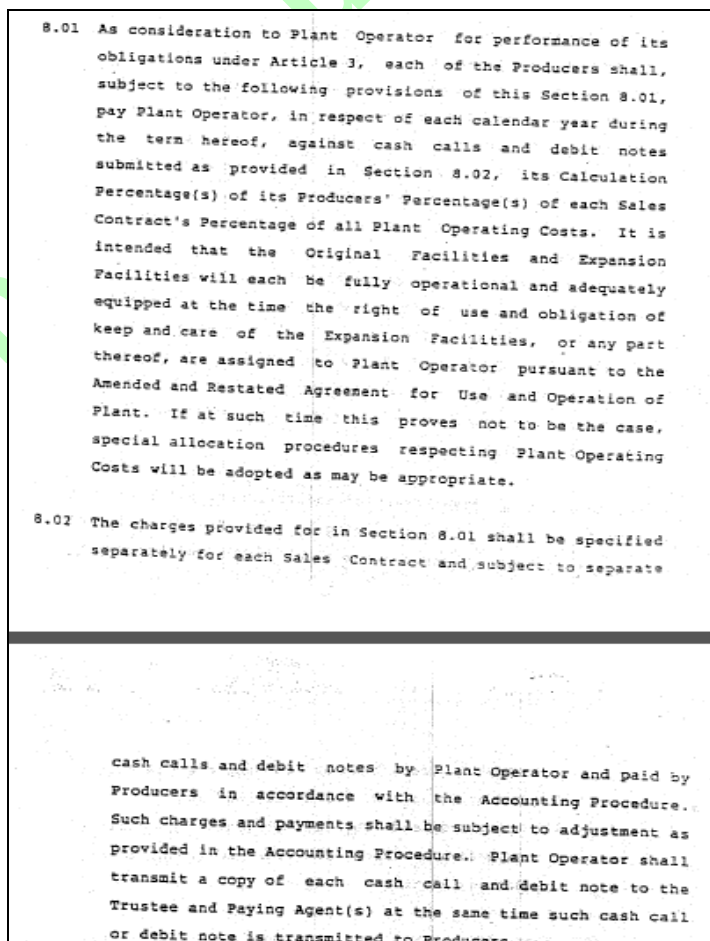 8.01 As consideration to Plant Operator for performance of its
obligations under Article 3, each of the Producers shall,
subject to the following provisions of this Section 8.01,
pay Plant Operator, in respect of each calendar year during
the term hereof, against cash calls and debit notes
submitted as provided in Section 8.02, its Calculation
Percentage(s) of its Producers' Percentage(s) of each Sales
Contract's Percentage of all Plant Operating Costs. It is
intended that the Original Facilities and Expansion
Facilities will each be fully operational and adequately
equipped at the time the right of use and obligation of
keep and care of the Expansion Facilities, or any part
thereof, are assigned to Plant Operator pursuant to the
Amended and Restated Agreement for Use and Operation of
Plant. If at such time this proves not to be the case,
special allocation procedures respecting Plant Operating
Costs will be adopted as may be appropriate.
8.02 The charges provided for in Section 8.01 shall be specified
separately for each Sales Contract and subject to separate
cash calls and debit notes by Plant Operator and paid by
Producers in accordance with the Accounting Procedure.
Such charges and payments shall be subject to adjustment as
provided in the Accounting Procedure. Plant Operator shall
transmit a copy of each cash call and debit note to the
Trustee and Paying Agent(s) at the same time such cash call
or debit note is transmitted to Producers